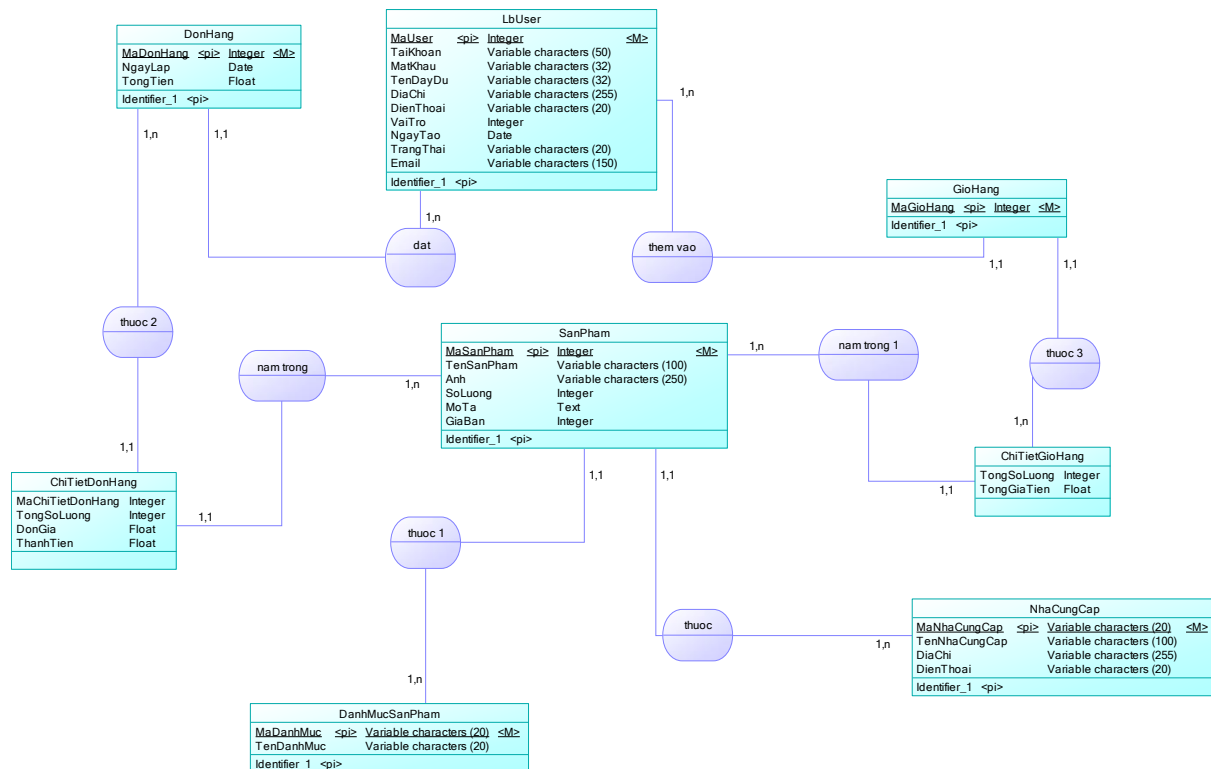 DonHang
MaDonHang <pi> Integer <M>
NgayLap Date
TongTien Float
Identifier_1 <pi>
LbUser
MaUser <pi> Integer <M>
TaiKhoan Variable characters (50)
MatKhau Variable characters (32)
TenDayDu Variable characters (32)
DiaChi Variable characters (255)
DienThoai Variable characters (20)
VaiTro Integer
NgayTao Date
TrangThai Variable characters (20)
Email Variable characters (150)
Identifier_1 <pi>
1,n
1,1
1,n
1,n
dat
them vao
GioHang
MaGioHang <pi> Integer <M>
Identifier_1 <pi>
1,1
1,1
thuoc 2
nam trong
1,n
SanPham
MaSanPham <pi> Integer <M>
TenSanPham Variable characters (100)
Anh Variable characters (250)
SoLuong Integer
MoTa Text
GiaBan Integer
Identifier_1 <pi>
1,n
nam trong 1
thuoc 3
1,1
1,n
ChiTietDonHang
MaChiTietDonHang Integer
TongSoLuong Integer
DonGia Float
ThanhTien Float
1,1
1,1
1,1
1,1
ChiTietGioHang
TongSoLuong Integer
TongGiaTien Float
thuoc 1
thuoc
1,n
NhaCungCap
MaNhaCungCap <pi> Variable characters (20) <M>
TenNhaCungCap Variable characters (100)
DiaChi Variable characters (255)
DienThoai Variable characters (20)
Identifier_1 <pi>
1,n
DanhMucSanPham
MaDanhMuc <pi> Variable characters (20) <M>
TenDanhMuc Variable characters (20)
Identifier_1 <pi>